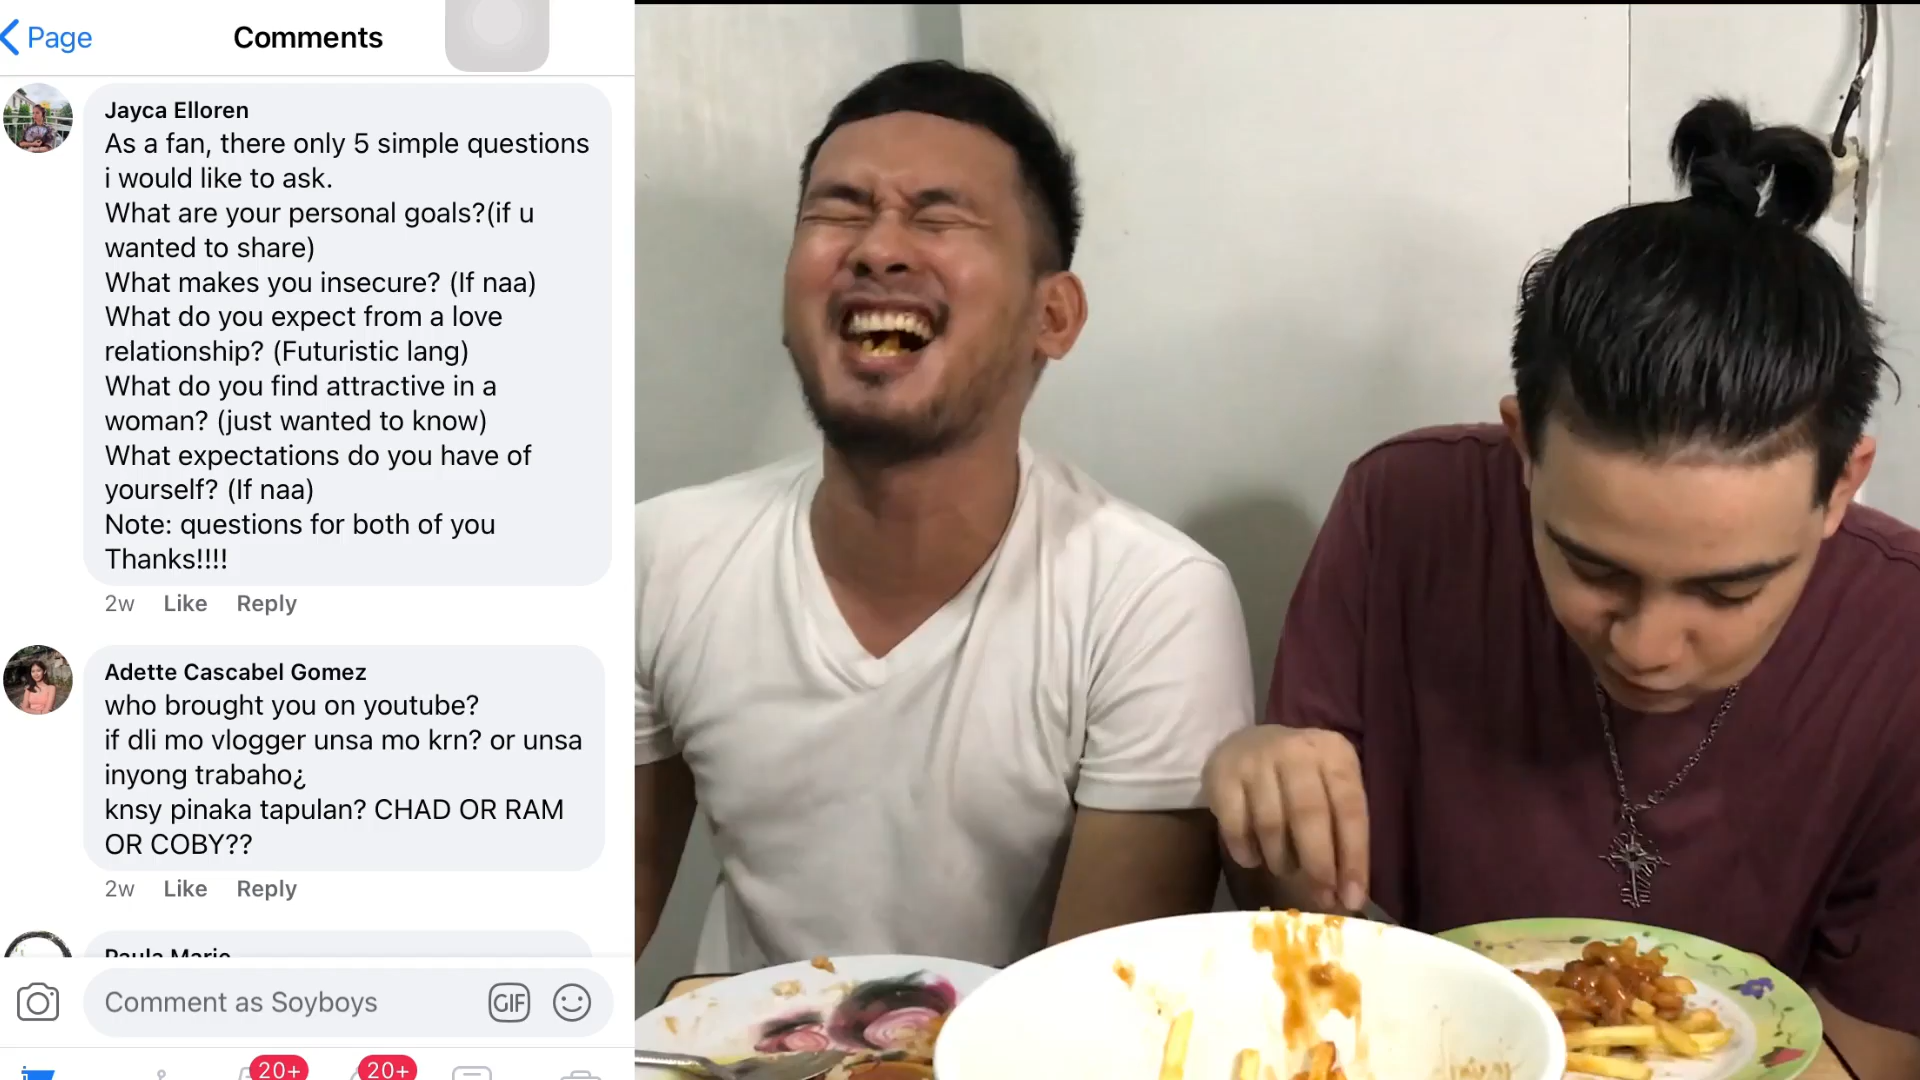 Page
Comments
Jayca Elloren
As a fan, there only 5 simple questions
i would like to ask.
What are your personal goals?(if u
wanted to share)
What makes you insecure? (If naa)
What do you expect from a love
relationship? (Futuristic lang)
What do you find attractive in a
woman? (just wanted to know)
What expectations do you have of
yourself? (If naa)
Note: questions for both of you
Thanks!!!!
2w Like Reply
Adette Cascabel Gomez
who brought you on youtube?
if dli mo vlogger unsa mo krn? or unsa
inyong trabaho¿
knsy pinaka tapulan? CHAD OR RAM
OR COBY??
2w Like Reply
Paula Marie
Comment as Soyboys
GIF
20+
20+